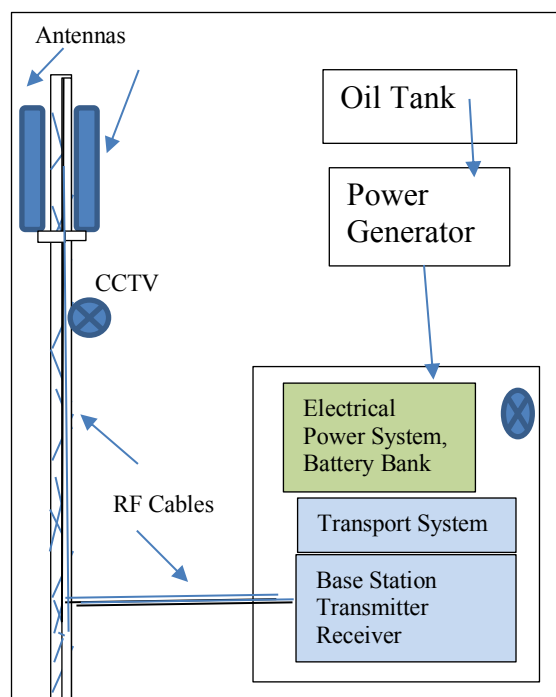 Antennas
Oil Tank
Power
Generator
CCTV
Electrical
Power System,
Battery Bank
RF Cables
Transport System
Base Station
Transmitter
Receiver